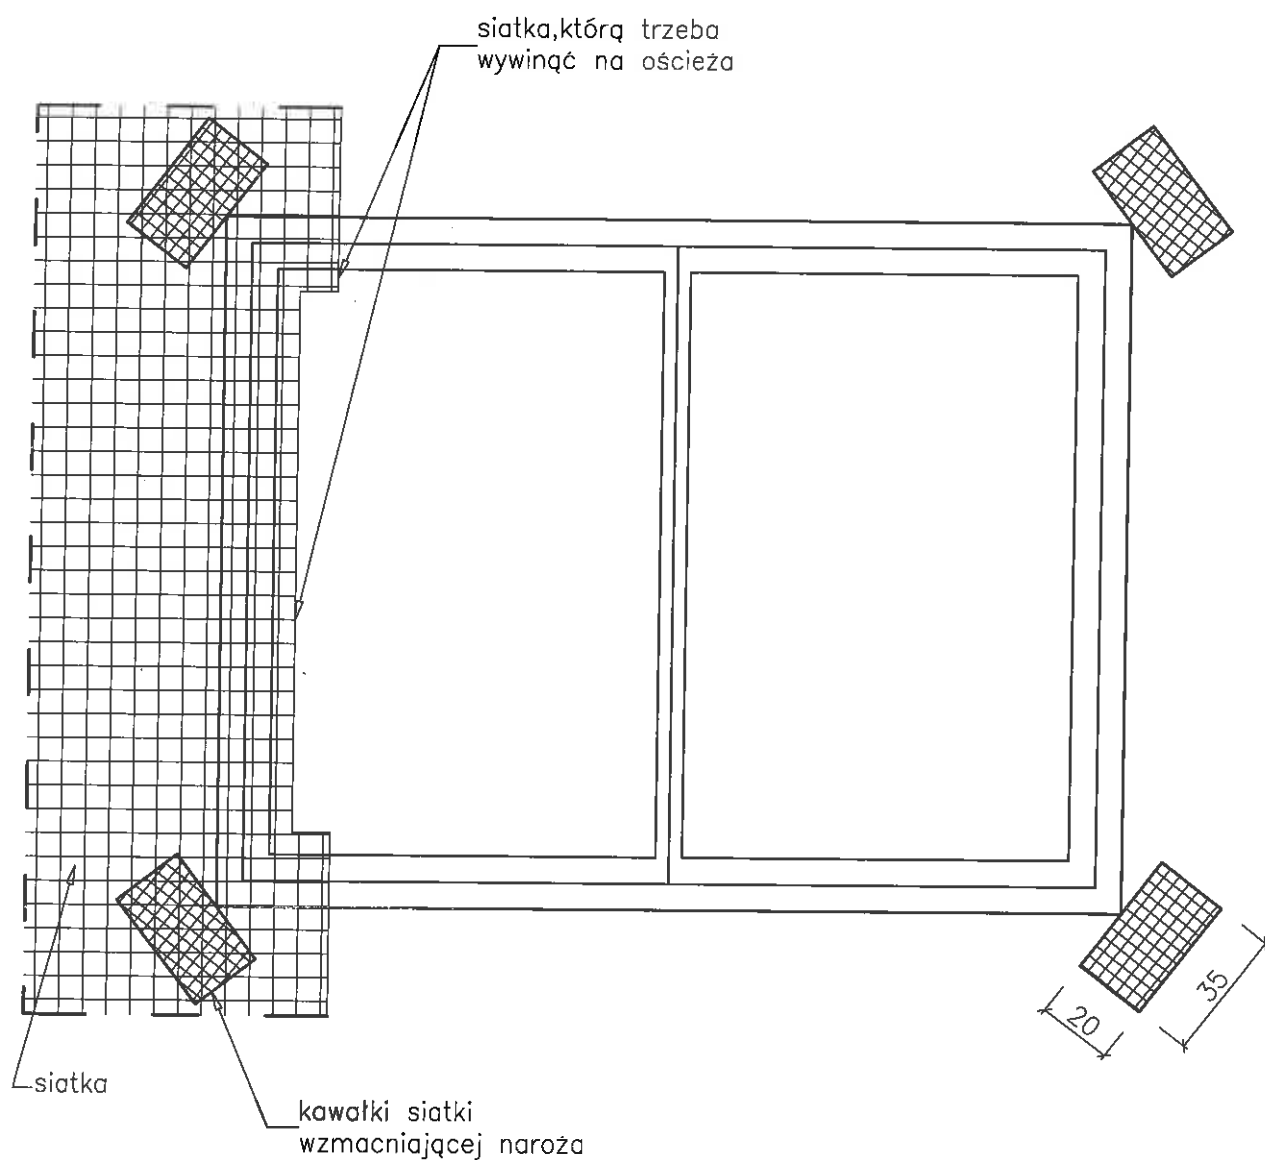 siatka,którą trzeba
wywinąć na ościeża
35
20
siatka
kawałki siatki
wzmacniającej naroża